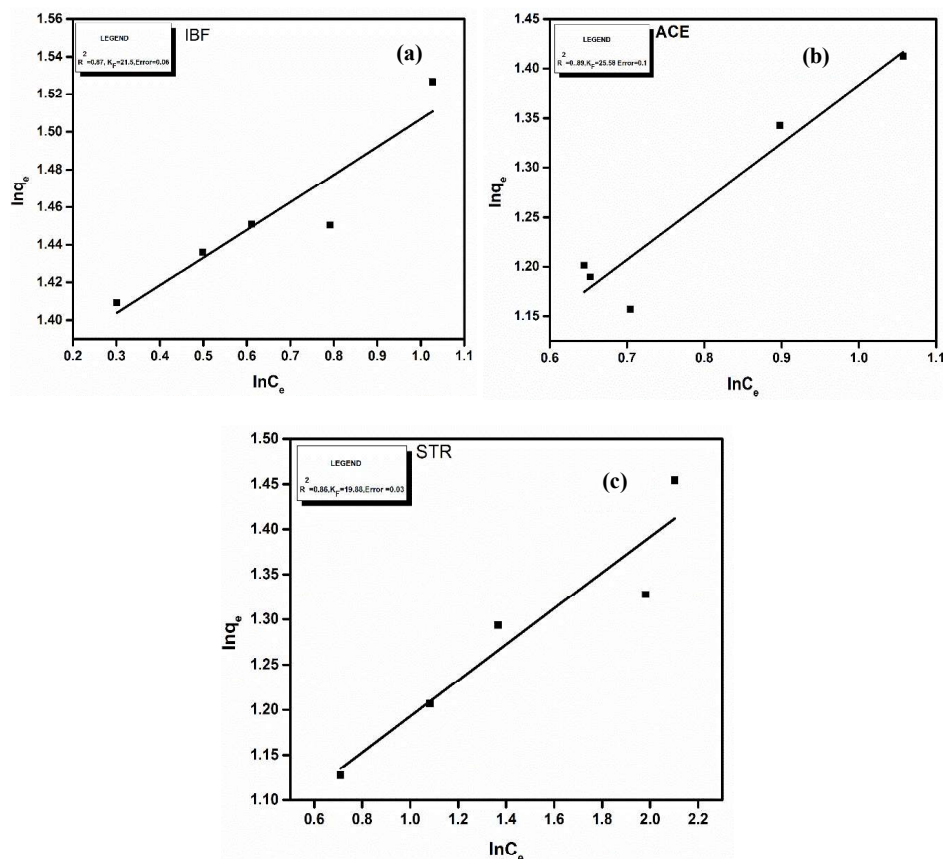 IBF
(a)
LEGEND
2
R =0.87, K_F=21.5,Error=0.06
lnq_e
1.56
1.54
1.52
1.50
1.48
1.46
1.44
1.42
1.40
0.2 0.3 0.4 0.5 0.6 0.7 0.8 0.9 1.0 1.1
lnC_e
ACE
(b)
LEGEND
2
R =0..89,K_F=25.58 Error=0.1
lnq_e
1.40
1.35
1.30
1.25
1.20
1.15
0.6 0.7 0.8 0.9 1.0 1.1
lnC_e
STR
(c)
LEGEND
2
R =0.86,K_F=19.88,Error =0.03
lnq_e
1.50
1.45
1.40
1.35
1.30
1.25
1.20
1.15
1.10
0.6 0.8 1.0 1.2 1.4 1.6 1.8 2.0 2.2
lnC_e